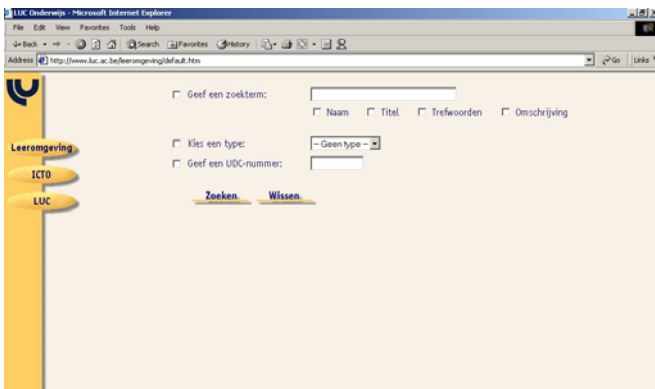 LUC Onderwijs - Microsoft Internet Explorer
File Edit View Favorites Tools Help
Back Search Favorites History
Address http://www.luc.ac.be/leeromgeving/default.htm Go Links
Geef een zoekterm:
Naam Titel Trefwoorden Omschrijving
Leeromgeving
Kies een type: -- Geen type --
Geef een UDC-nummer:
ICTO
LUC
Zoeken Wissen